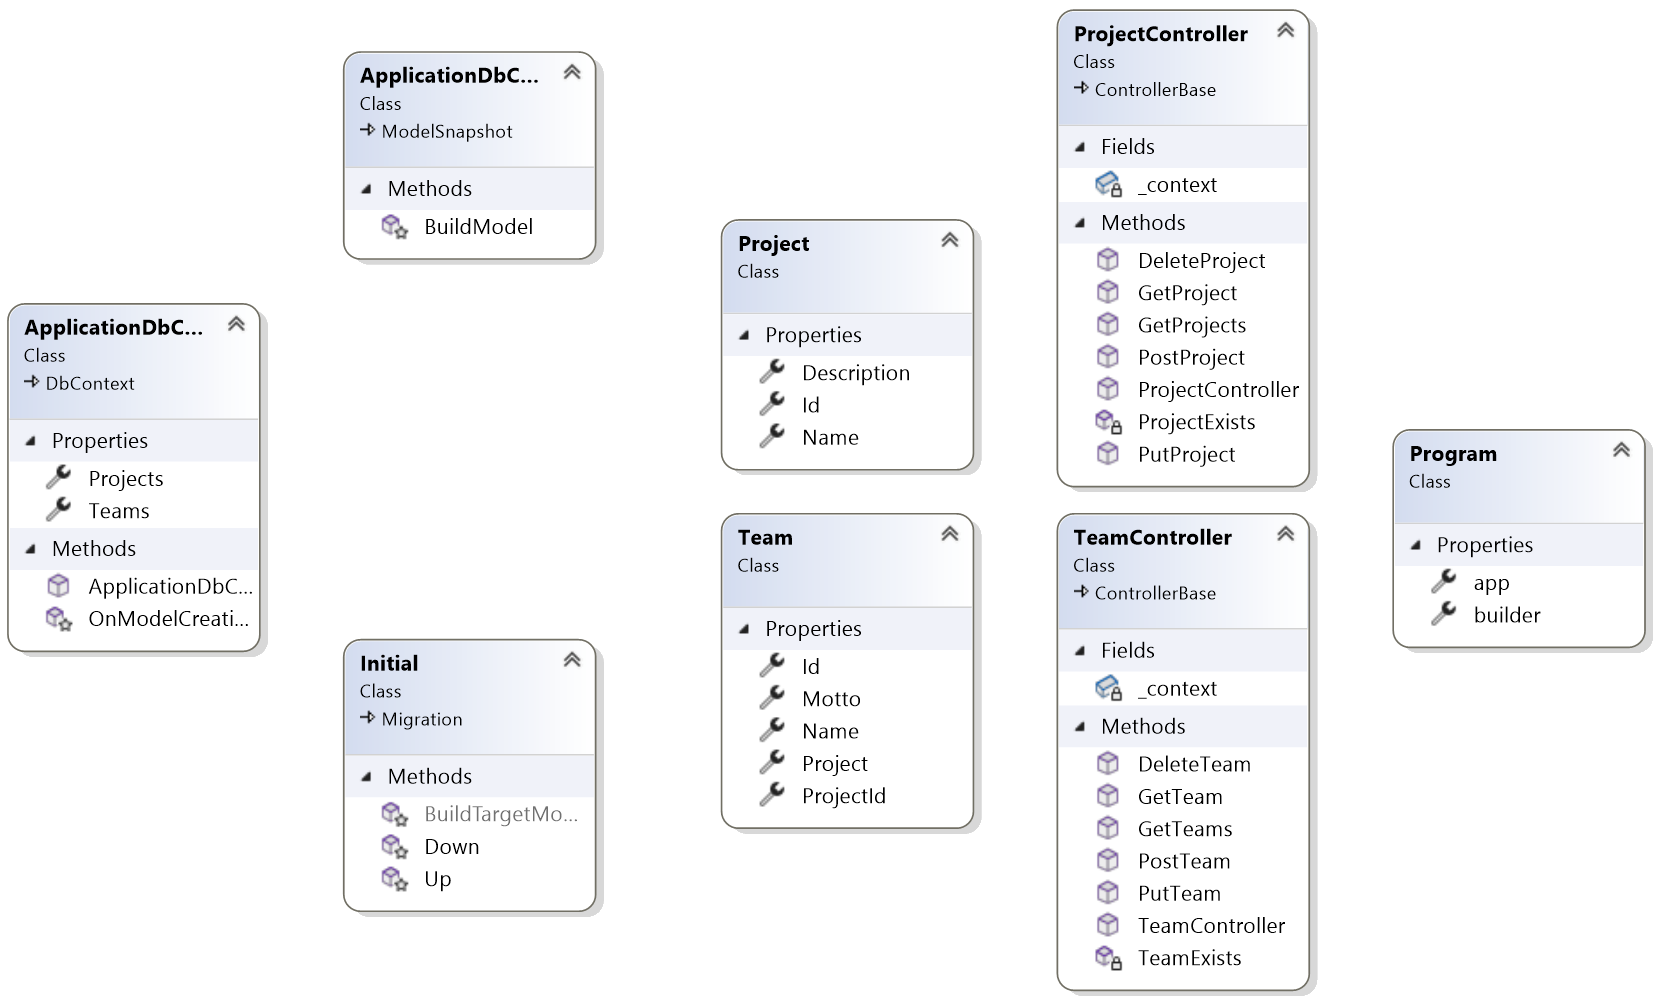 ApplicationDbC...
Class
DbContext
Properties
Projects
Teams
Methods
ApplicationDbC...
OnModelCreati...
ApplicationDbC...
Class
ModelSnapshot
Methods
BuildModel
Initial
Class
Migration
Methods
BuildTargetMo...
Down
Up
Project
Class
Properties
Description
Id
Name
Team
Class
Properties
Id
Motto
Name
Project
ProjectId
ProjectController
Class
ControllerBase
Fields
_context
Methods
DeleteProject
GetProject
GetProjects
PostProject
ProjectController
ProjectExists
PutProject
TeamController
Class
ControllerBase
Fields
_context
Methods
DeleteTeam
GetTeam
GetTeams
PostTeam
PutTeam
TeamController
TeamExists
Program
Class
Properties
app
builder